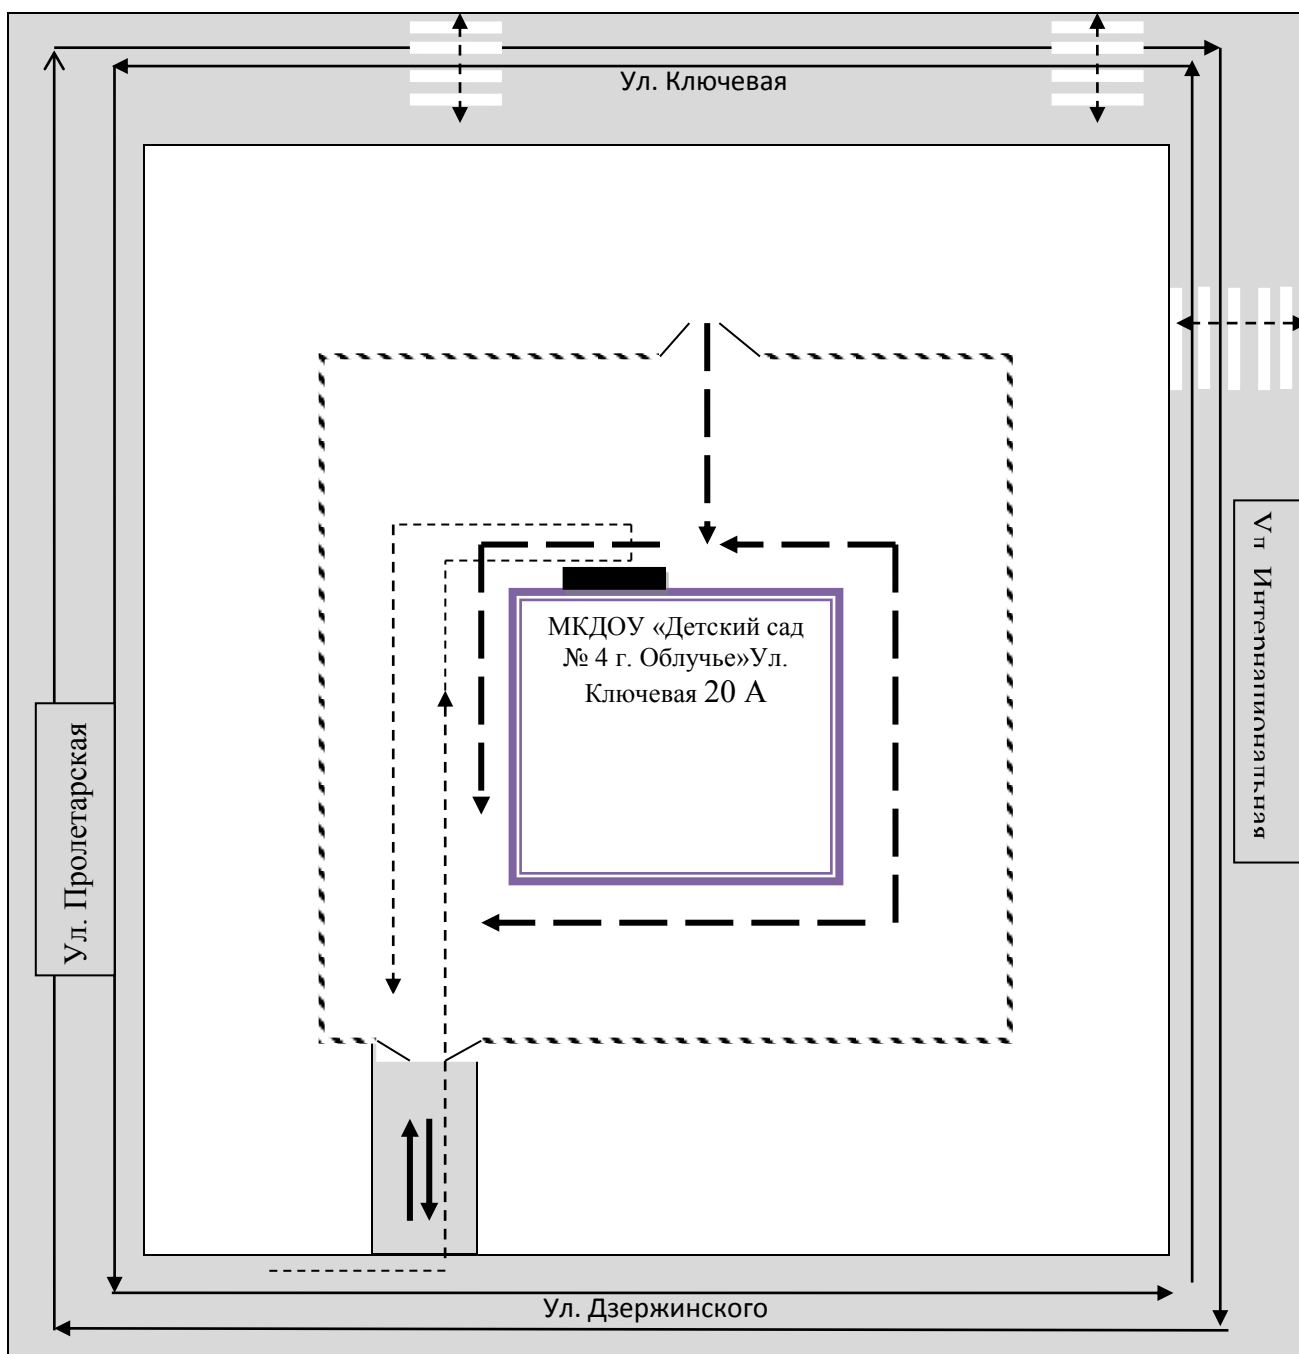 Ул. Ключевая
Ул. Интернациональная
МКДОУ «Детский сад
№ 4 г. Облучье»Ул.
Ключевая 20 А
Ул. Пролетарская
Ул. Дзержинского